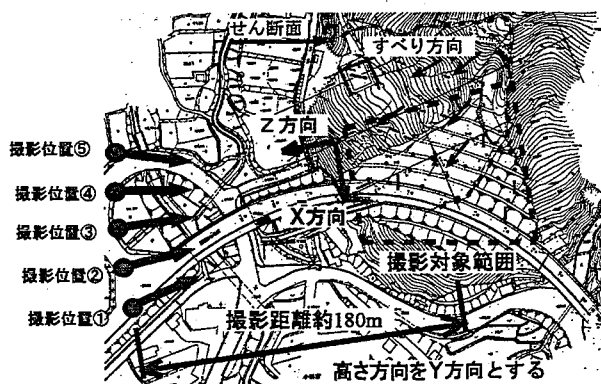 せん断面
すべり方向
Z方向
撮影位置⑤
撮影位置④
撮影位置③
X方向
撮影位置②
撮影対象範囲
撮影位置①
撮影距離約180m
高さ方向をY方向とする